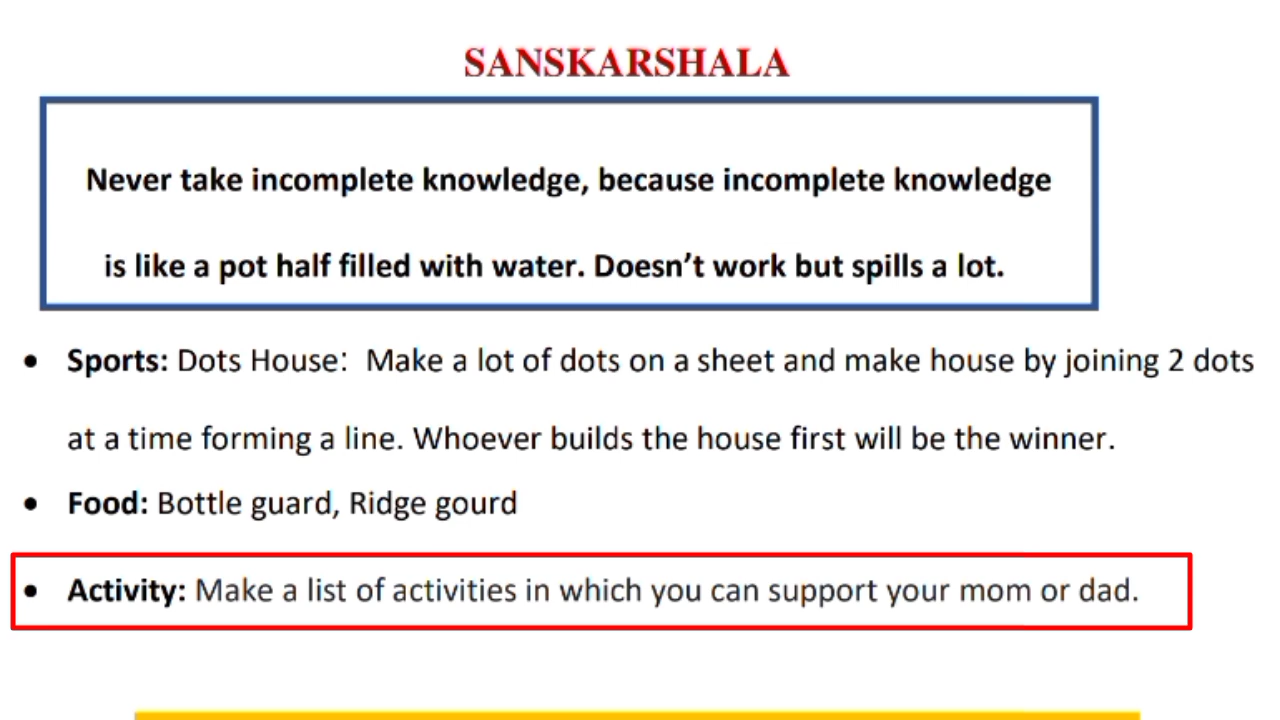 SANSKARSHALA
Never take incomplete knowledge, because incomplete knowledge
is like a pot half filled with water. Doesn’t work but spills a lot.
• Sports: Dots House: Make a lot of dots on a sheet and make house by joining 2 dots
at a time forming a line. Whoever builds the house first will be the winner.
• Food: Bottle guard, Ridge gourd
• Activity: Make a list of activities in which you can support your mom or dad.